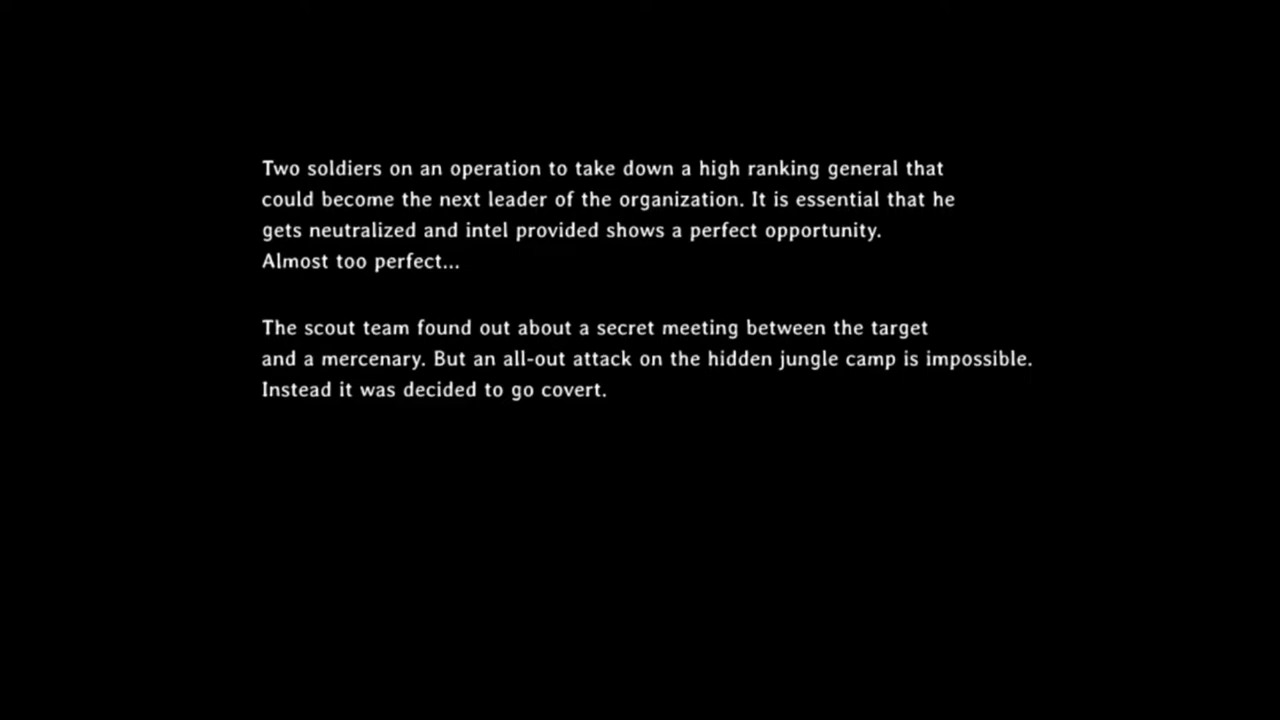 Two soldiers on an operation to take down a high ranking general that
could become the next leader of the organization. It is essential that he
gets neutralized and intel provided shows a perfect opportunity.
Almost too perfect...
The scout team found out about a secret meeting between the target
and a mercenary. But an all-out attack on the hidden jungle camp is impossible.
Instead it was decided to go covert.